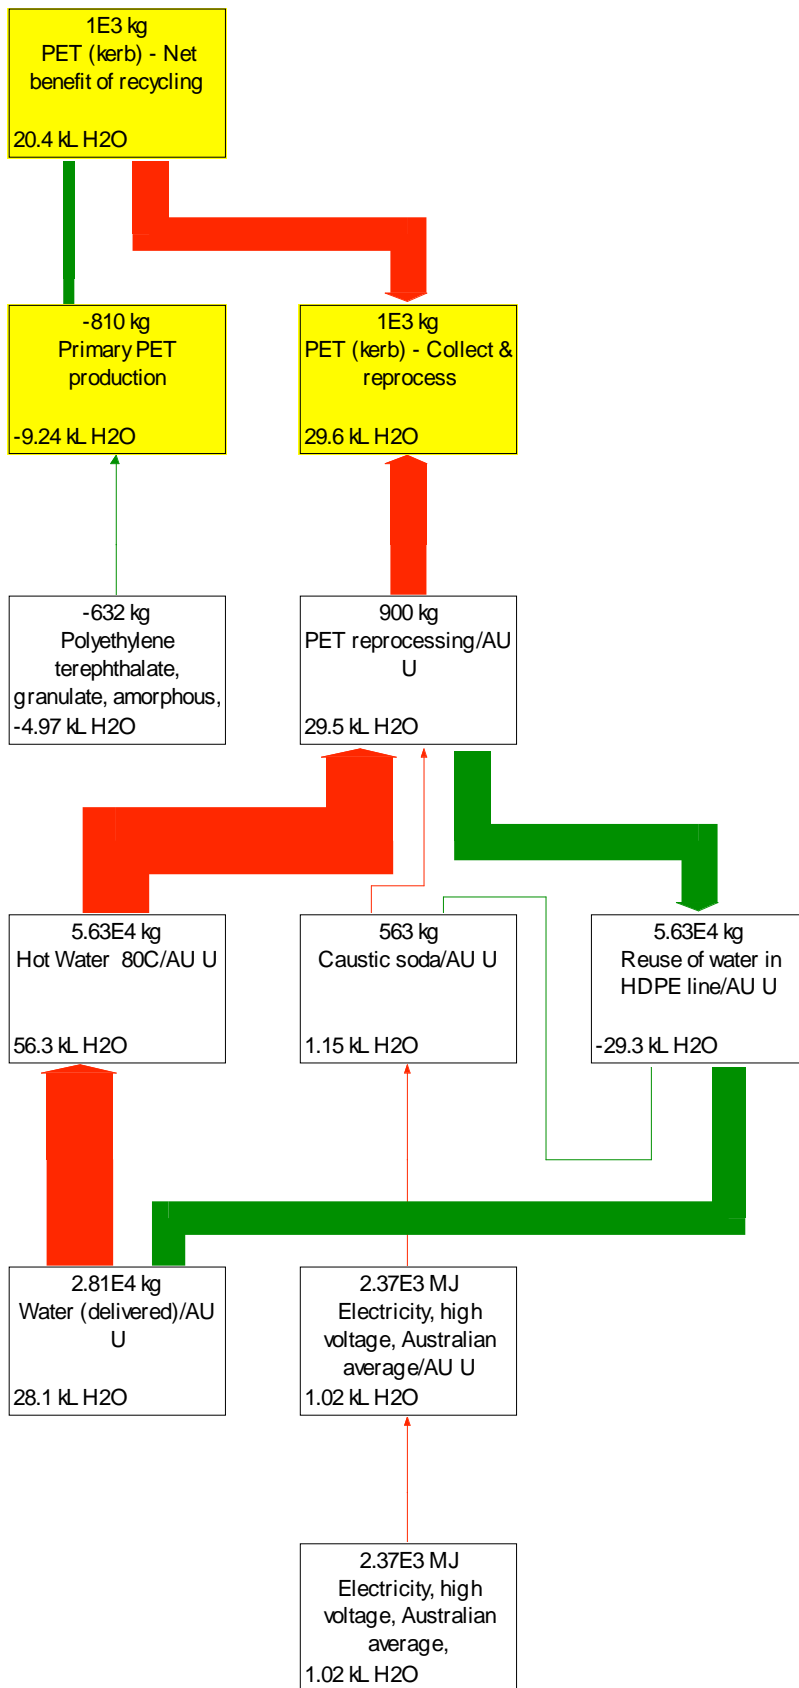 1E3 kg
PET (kerb) - Net
benefit of recycling
20.4 kL H2O
-810 kg
Primary PET
production
-9.24 kL H2O
1E3 kg
PET (kerb) - Collect &
reprocess
29.6 kL H2O
-632 kg
Polyethylene
terephthalate,
granulate, amorphous,
-4.97 kL H2O
900 kg
PET reprocessing/AU
U
29.5 kL H2O
5.63E4 kg
Hot Water 80C/AU U
56.3 kL H2O
563 kg
Caustic soda/AU U
1.15 kL H2O
5.63E4 kg
Reuse of water in
HDPE line/AU U
-29.3 kL H2O
2.81E4 kg
Water (delivered)/AU
U
28.1 kL H2O
2.37E3 MJ
Electricity, high
voltage, Australian
average/AU U
1.02 kL H2O
2.37E3 MJ
Electricity, high
voltage, Australian
average,
1.02 kL H2O